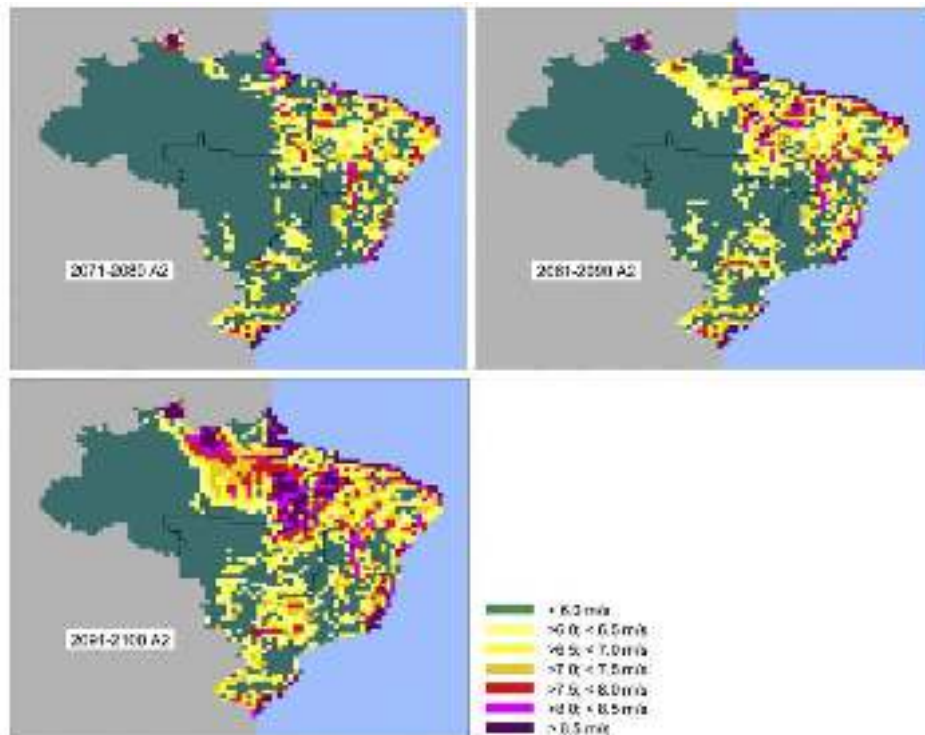 2071-2080 A2
2081-2090 A2
2091-2100 A2
< 6.0 m/s
>6.0; < 6.5 m/s
>6.5; < 7.0 m/s
>7.0; < 7.5 m/s
>7.5; < 8.0 m/s
>8.0; < 8.5 m/s
> 8.5 m/s